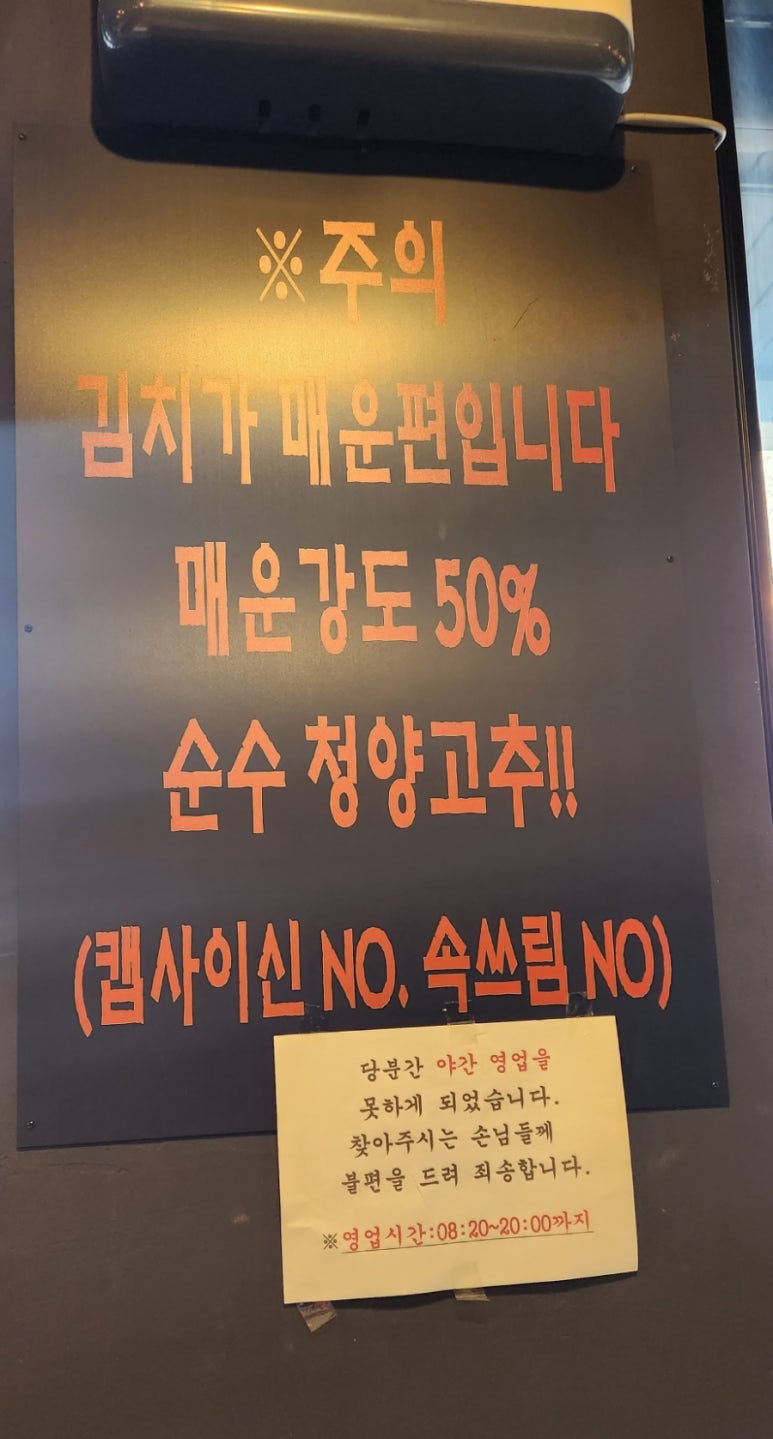 ※주의
김치가 매운편입니다
매운강도 50%
순수 청양고추!!
(캡사이신 NO. 속쓰림 NO)
당분간 야간 영업을
못하게 되었습니다.
찾아주시는 손님들께
불편을 드려 죄송합니다.
※영업시간:08:20~20:00까지